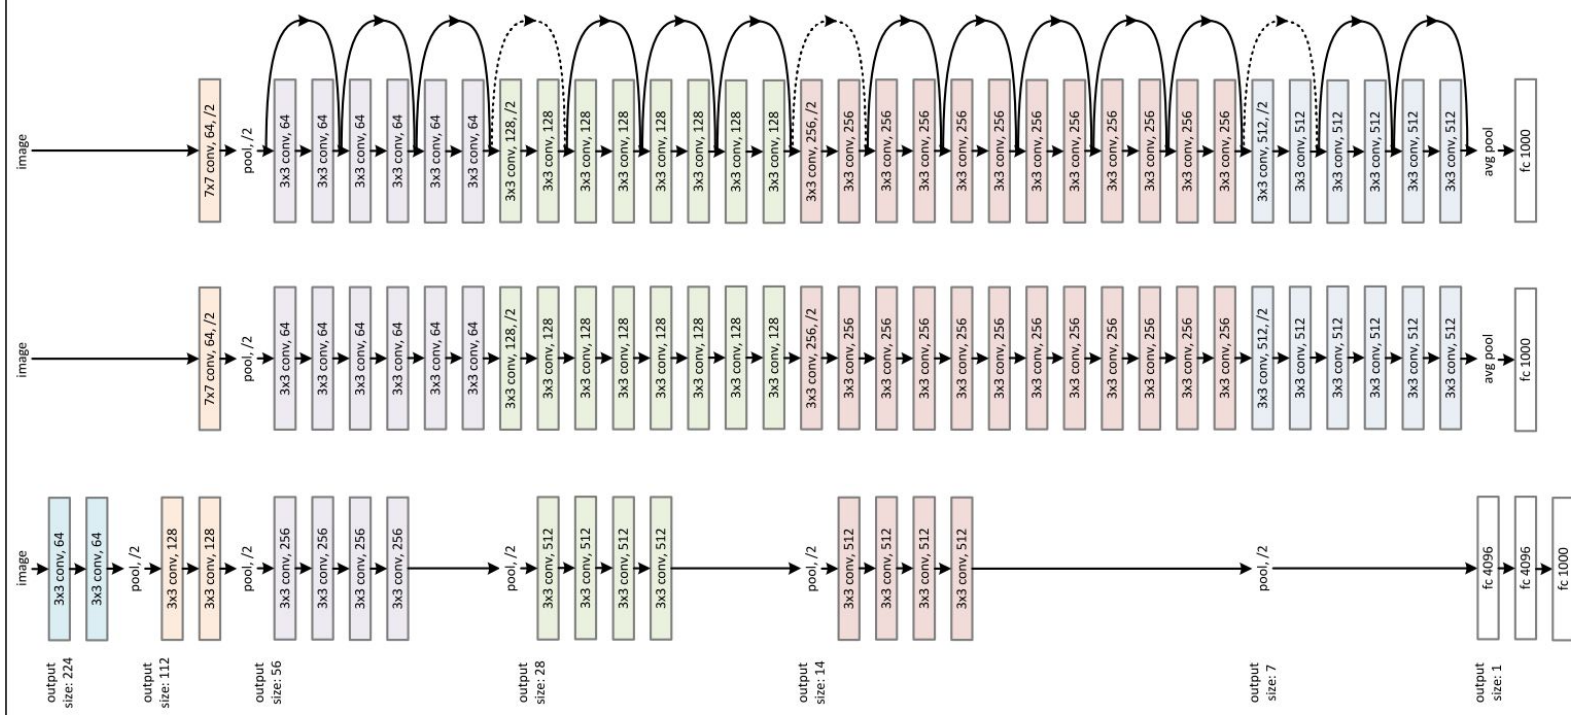 image
7x7 conv, 64, /2
pool, /2
3x3 conv, 64
3x3 conv, 64
3x3 conv, 64
3x3 conv, 64
3x3 conv, 64
3x3 conv, 64
3x3 conv, 128, /2
3x3 conv, 128
3x3 conv, 128
3x3 conv, 128
3x3 conv, 128
3x3 conv, 128
3x3 conv, 128
3x3 conv, 128
3x3 conv, 256, /2
3x3 conv, 256
3x3 conv, 256
3x3 conv, 256
3x3 conv, 256
3x3 conv, 256
3x3 conv, 256
3x3 conv, 256
3x3 conv, 256
3x3 conv, 256
3x3 conv, 256
3x3 conv, 256
3x3 conv, 512, /2
3x3 conv, 512
3x3 conv, 512
3x3 conv, 512
3x3 conv, 512
3x3 conv, 512
avg pool
fc 1000
image
7x7 conv, 64, /2
pool, /2
3x3 conv, 64
3x3 conv, 64
3x3 conv, 64
3x3 conv, 64
3x3 conv, 64
3x3 conv, 64
3x3 conv, 128, /2
3x3 conv, 128
3x3 conv, 128
3x3 conv, 128
3x3 conv, 128
3x3 conv, 128
3x3 conv, 128
3x3 conv, 128
3x3 conv, 256, /2
3x3 conv, 256
3x3 conv, 256
3x3 conv, 256
3x3 conv, 256
3x3 conv, 256
3x3 conv, 256
3x3 conv, 256
3x3 conv, 256
3x3 conv, 256
3x3 conv, 256
3x3 conv, 256
3x3 conv, 512, /2
3x3 conv, 512
3x3 conv, 512
3x3 conv, 512
3x3 conv, 512
3x3 conv, 512
avg pool
fc 1000
image
3x3 conv, 64
3x3 conv, 64
pool, /2
3x3 conv, 128
3x3 conv, 128
pool, /2
3x3 conv, 256
3x3 conv, 256
3x3 conv, 256
3x3 conv, 256
pool, /2
3x3 conv, 512
3x3 conv, 512
3x3 conv, 512
3x3 conv, 512
pool, /2
3x3 conv, 512
3x3 conv, 512
3x3 conv, 512
3x3 conv, 512
pool, /2
fc 4096
fc 4096
fc 1000
output
size: 224
output
size: 112
output
size: 56
output
size: 28
output
size: 14
output
size: 7
output
size: 1